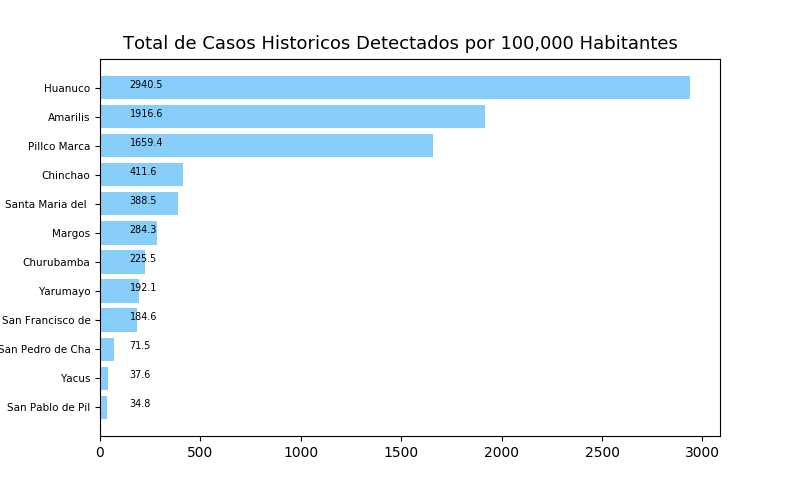 Total de Casos Historicos Detectados por 100,000 Habitantes
Huanuco 2940.5
Amarilis 1916.6
Pillco Marca 1659.4
Chinchao 411.6
Santa Maria del 388.5
Margos 284.3
Churubamba 225.5
Yarumayo 192.1
San Francisco de 184.6
San Pedro de Cha 71.5
Yacus 37.6
San Pablo de Pil 34.8
0 500 1000 1500 2000 2500 3000